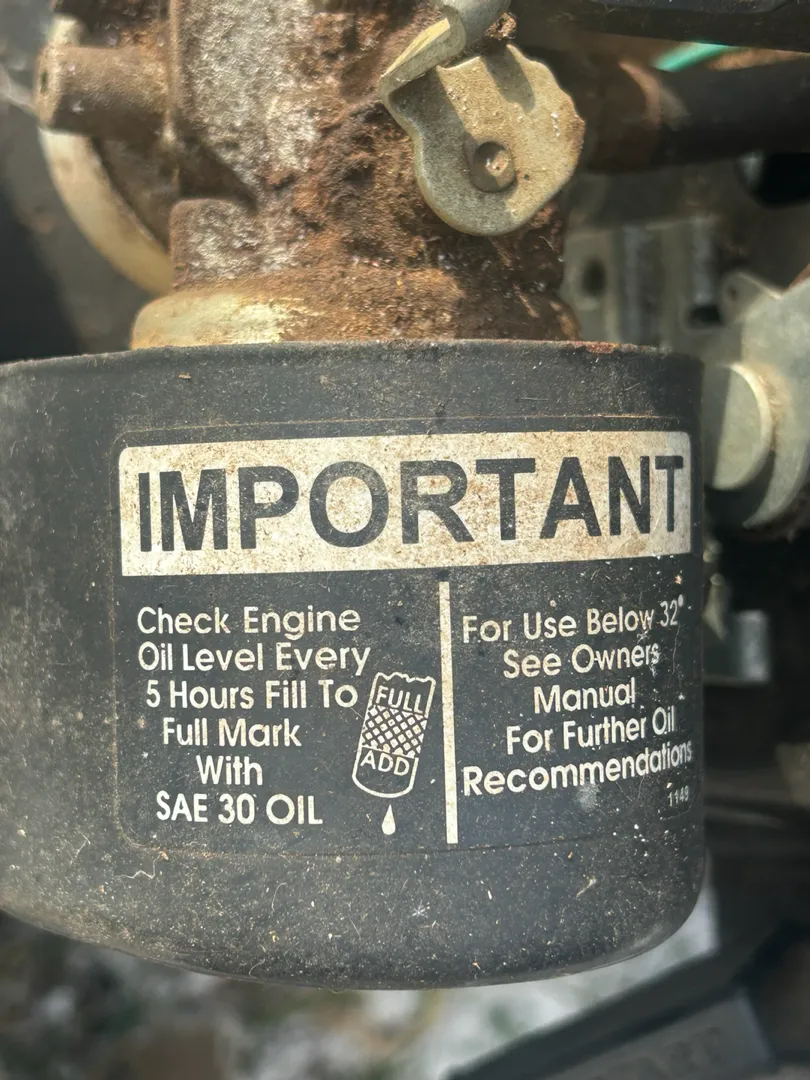 IMPORTANT
Check Engine
Oil Level Every
5 Hours Fill To
Full Mark
With
SAE 30 OIL
FULL
ADD
For Use Below 32°
See Owners
Manual
For Further Oil
Recommendations
1149